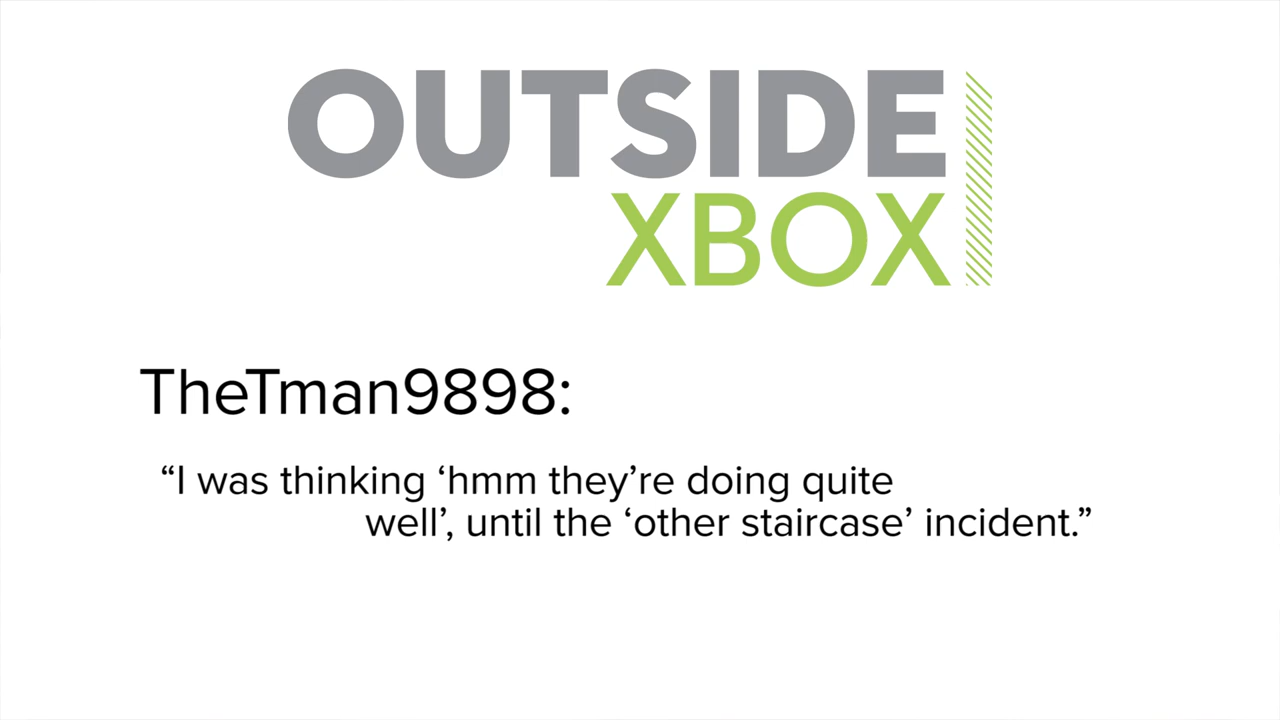 OUTSIDE
XBOX
TheTman9898:
“I was thinking ‘hmm they’re doing quite
well’, until the ‘other staircase’ incident.”